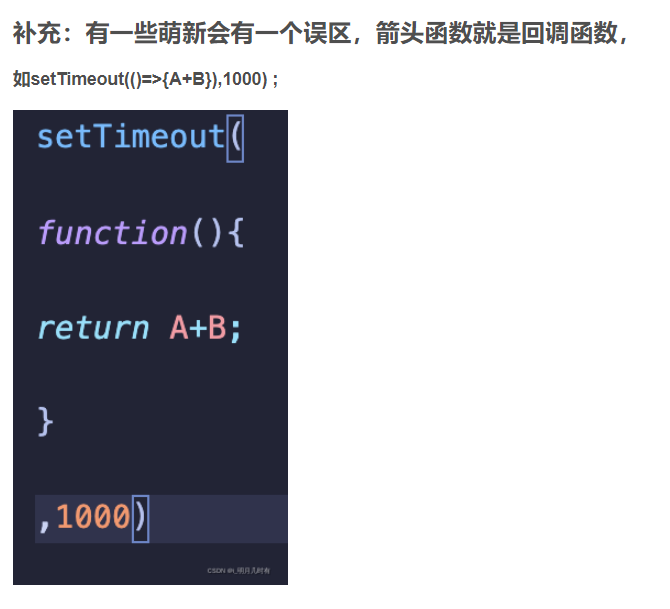 补充：有一些萌新会有一个误区，箭头函数就是回调函数，
如setTimeout(()=>{A+B}),1000) ;
setTimeout(
function(){
return A+B;
}
,1000)
CSDN @i_明月几时有